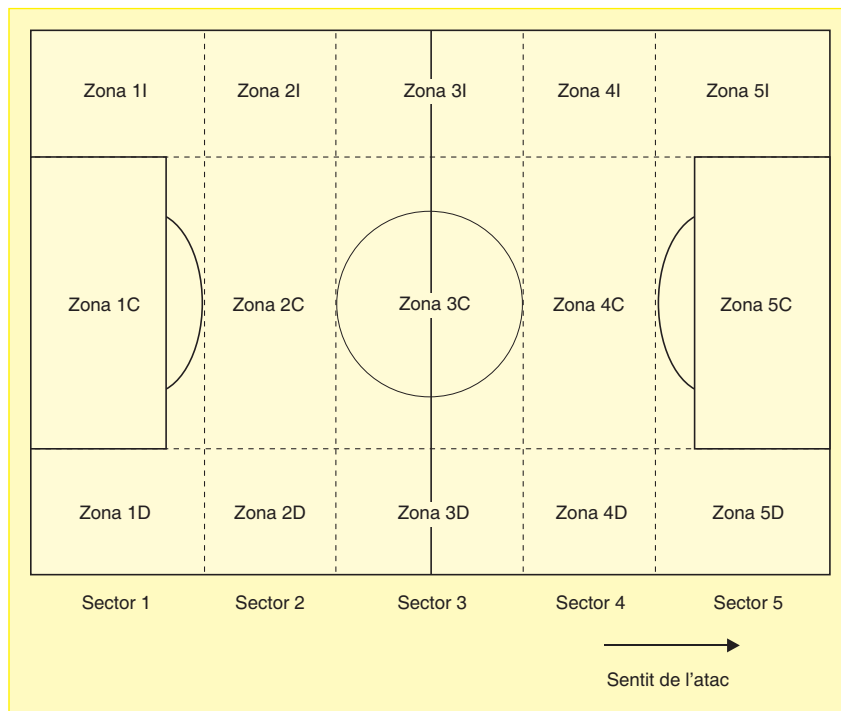 Zona 1I Zona 2I Zona 3I Zona 4I Zona 5I
Zona 1C Zona 2C Zona 3C Zona 4C Zona 5C
Zona 1D Zona 2D Zona 3D Zona 4D Zona 5D
Sector 1 Sector 2 Sector 3 Sector 4 Sector 5
Sentit de l’atac